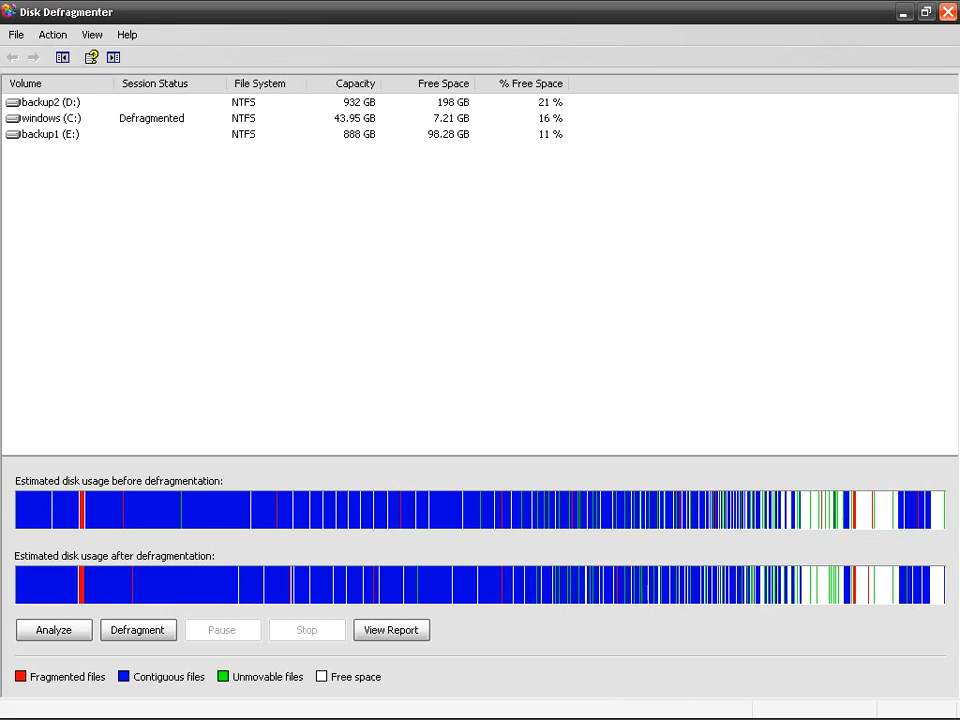 Disk Defragmenter
File Action View Help
Volume Session Status File System Capacity Free Space % Free Space
backup2 (D:) NTFS 932 GB 198 GB 21 %
windows (C:) Defragmented NTFS 43.95 GB 7.21 GB 16 %
backup1 (E:) NTFS 888 GB 98.28 GB 11 %
Estimated disk usage before defragmentation:
Estimated disk usage after defragmentation:
Analyze Defragment Pause Stop View Report
Fragmented files Contiguous files Unmovable files Free space